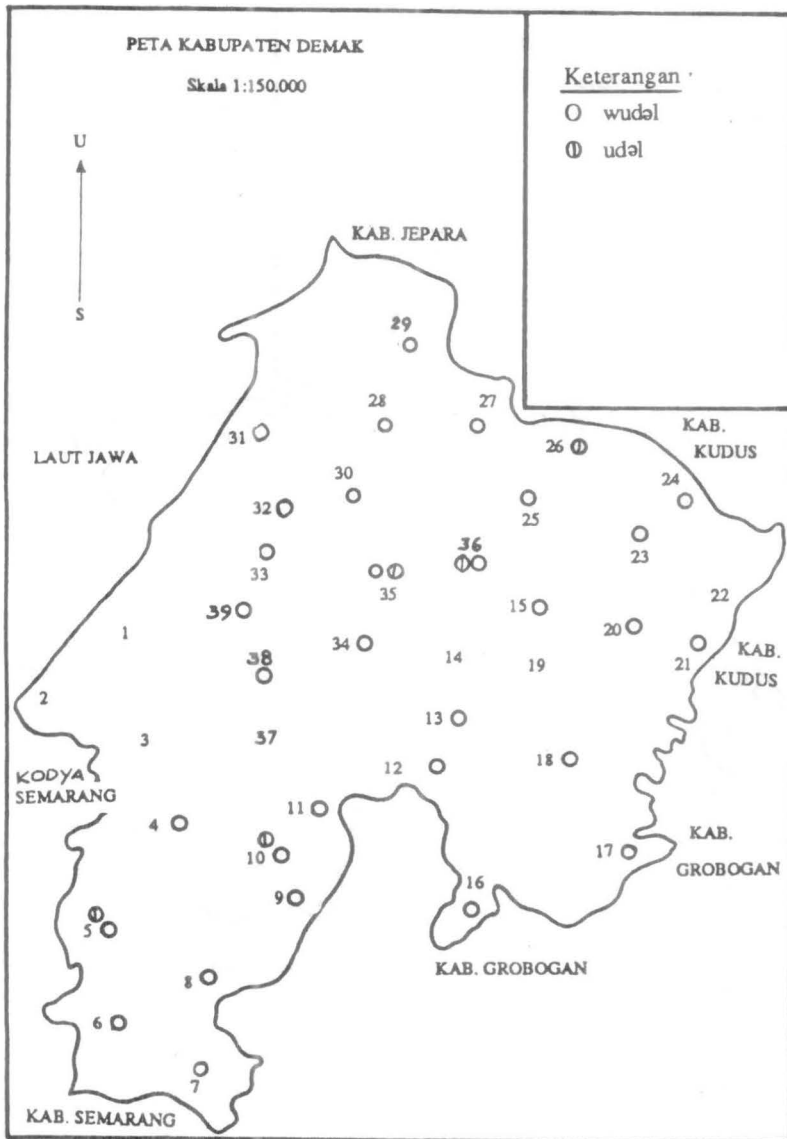 PETA KABUPATEN DEMAK
Skala 1:150.000
Keterangan
wudəl
udəl
U
S
KAB. JEPARA
29
28
27
31
26
KAB.
KUDUS
LAUT JAWA
30
24
32
25
23
36
33
35
22
39
15
1
20
34
14
19
21
KAB.
KUDUS
38
2
13
3
37
12
18
KODYA
SEMARANG
11
4
KAB.
GROBOGAN
10
17
16
9
5
KAB. GROBOGAN
8
6
7
KAB. SEMARANG